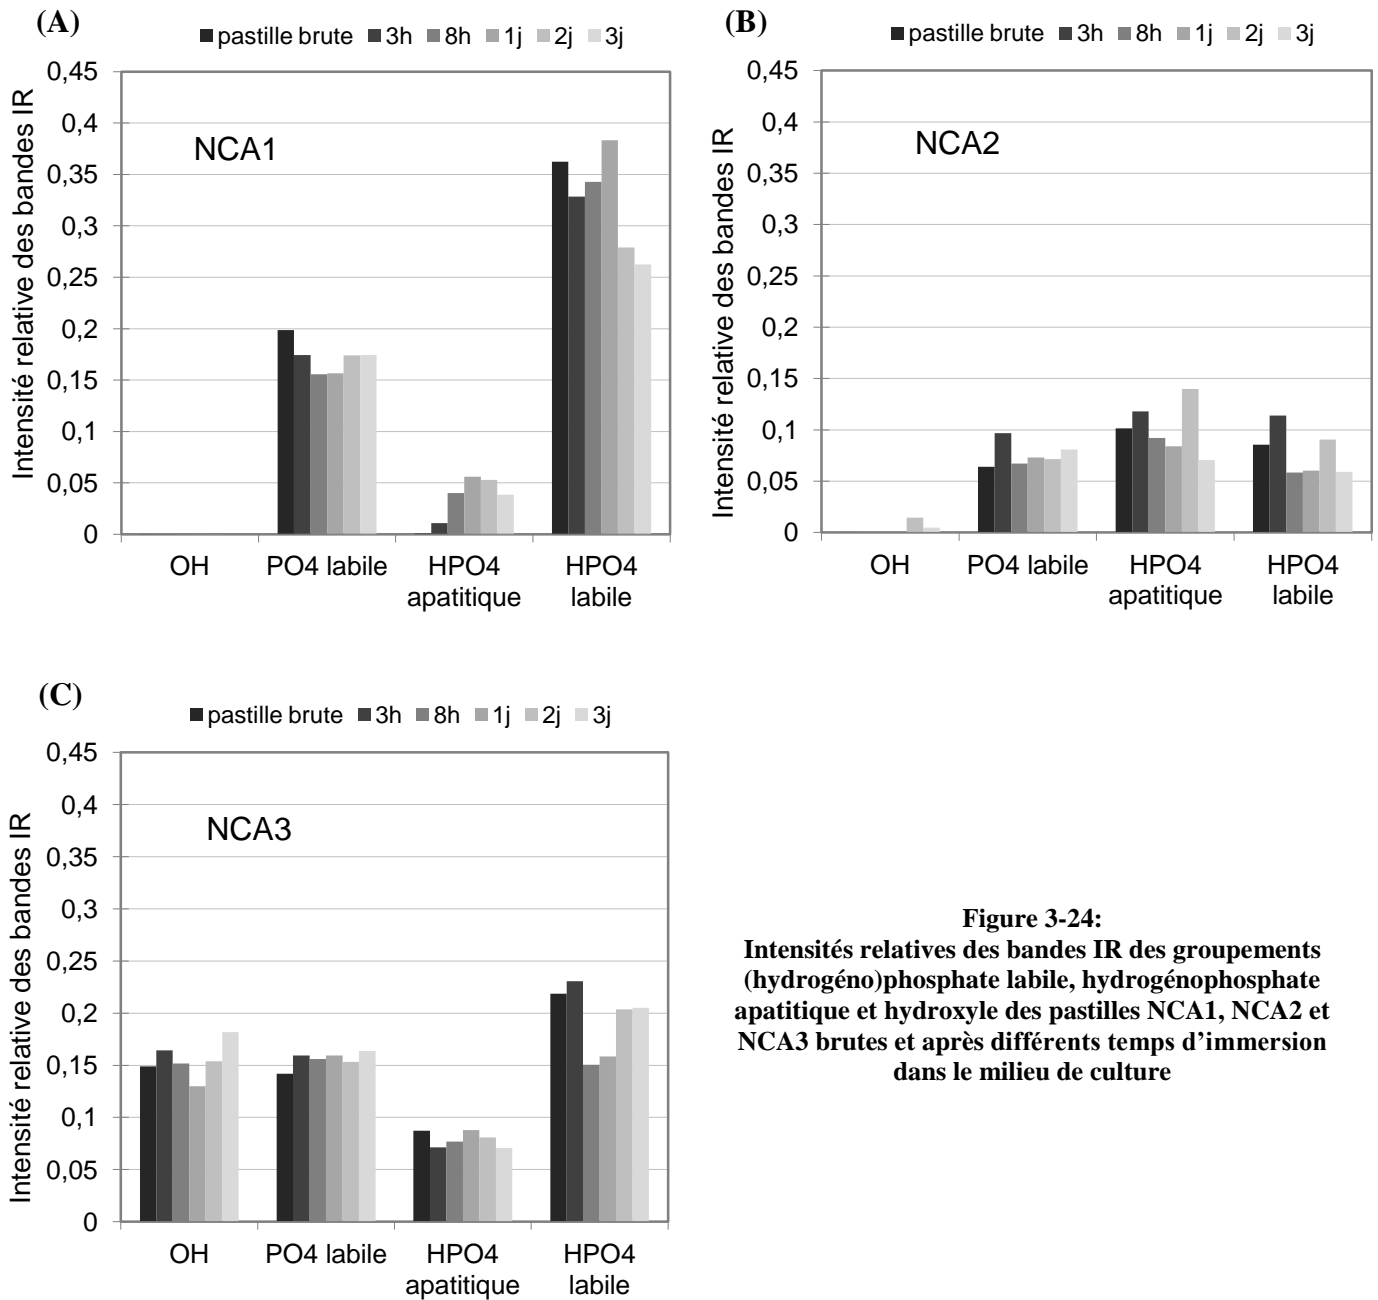 (A)
pastille brute 3h 8h 1j 2j 3j
Intensité relative des bandes IR
0,45
0,4
0,35
0,3
0,25
0,2
0,15
0,1
0,05
0
NCA1
OH PO4 labile HPO4 apatitique HPO4 labile
(B)
pastille brute 3h 8h 1j 2j 3j
Intensité relative des bandes IR
0,45
0,4
0,35
0,3
0,25
0,2
0,15
0,1
0,05
0
NCA2
OH PO4 labile HPO4 apatitique HPO4 labile
(C)
pastille brute 3h 8h 1j 2j 3j
Intensité relative des bandes IR
0,45
0,4
0,35
0,3
0,25
0,2
0,15
0,1
0,05
0
NCA3
OH PO4 labile HPO4 apatitique HPO4 labile
Figure 3-24:
Intensités relatives des bandes IR des groupements
(hydrogéno)phosphate labile, hydrogénophosphate
apatitique et hydroxyle des pastilles NCA1, NCA2 et
NCA3 brutes et après différents temps d’immersion
dans le milieu de culture